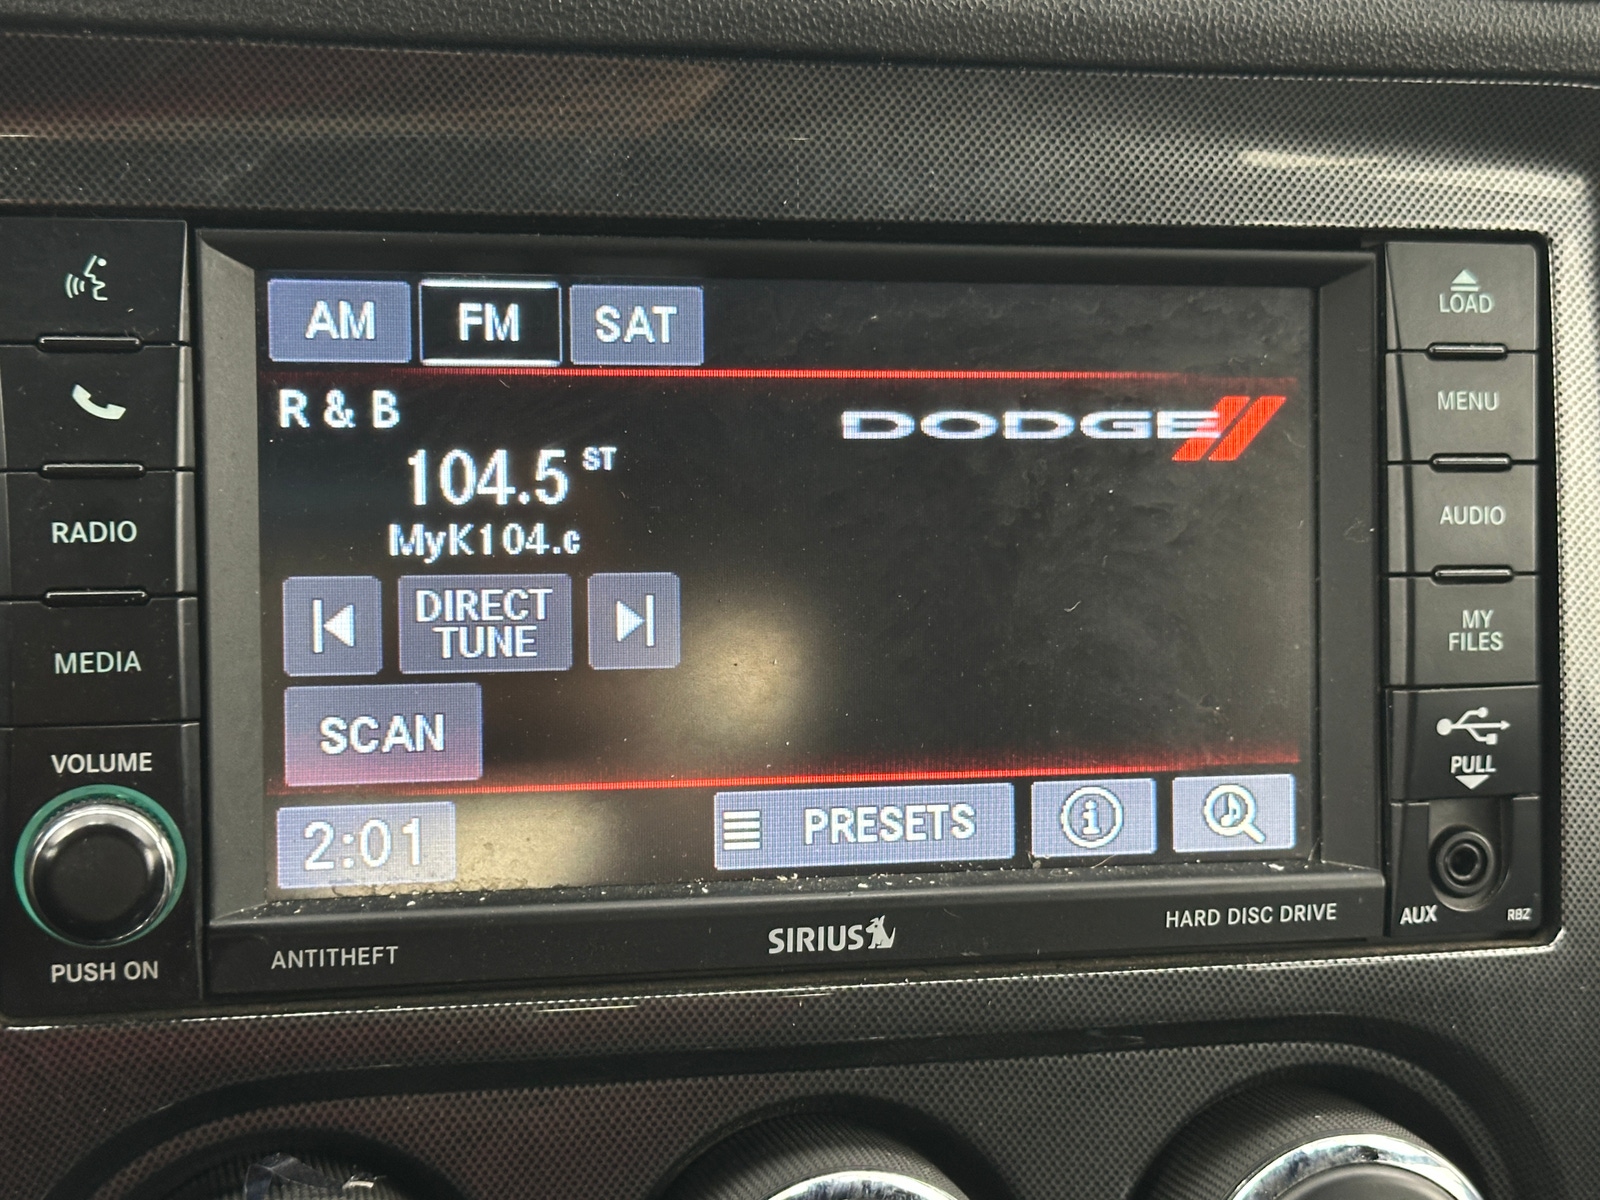 AM FM SAT
R & B
DODGE
104.5 ST
MyK104.c
DIRECT
TUNE
SCAN
2:01 PRESETS
RADIO
MEDIA
VOLUME
PUSH ON
LOAD
MENU
AUDIO
MY
FILES
PULL
AUX RBZ
ANTITHEFT SIRIUS HARD DISC DRIVE